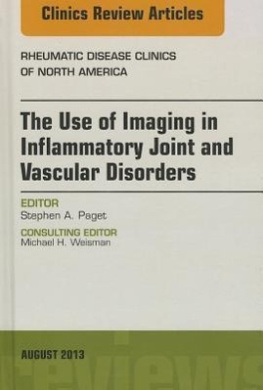 Clinics Review Articles
RHEUMATIC DISEASE CLINICS
OF NORTH AMERICA
The Use of Imaging in
Inflammatory Joint and
Vascular Disorders
EDITOR
Stephen A. Paget
CONSULTING EDITOR
Michael H. Weisman
AUGUST 2013
reviews